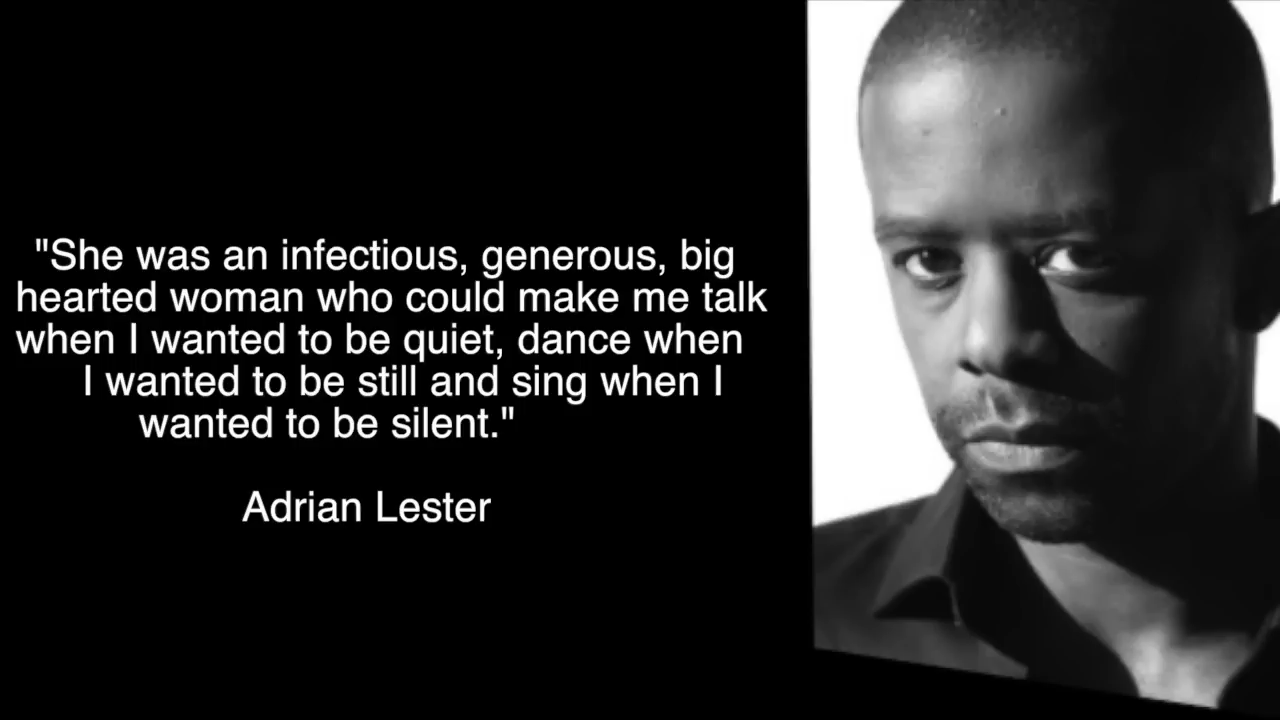 "She was an infectious, generous, big
hearted woman who could make me talk
when I wanted to be quiet, dance when
I wanted to be still and sing when I
wanted to be silent."
Adrian Lester